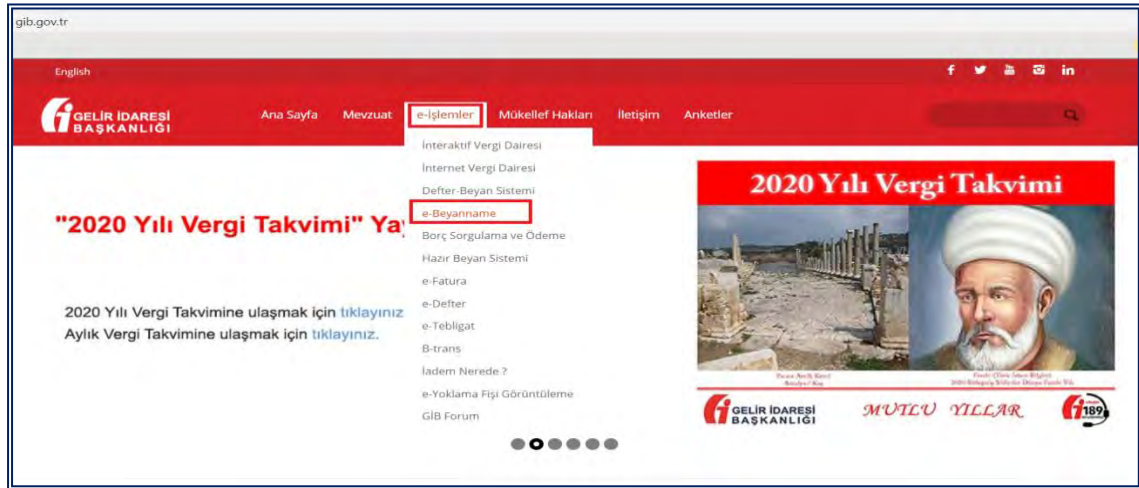 gib.gov.tr
English
GELİR İDARESİ
BAŞKANLIĞI
Ana Sayfa Mevzuat e-İşlemler Mükellef Hakları İletişim Anketler
İnteraktif Vergi Dairesi
İnternet Vergi Dairesi
Defter-Beyan Sistemi
e-Beyanname
Borç Sorgulama ve Ödeme
Hazır Beyan Sistemi
e-Fatura
e-Defter
e-Tebligat
B-trans
İadem Nerede ?
e-Yoklama Fişi Görüntüleme
GİB Forum
"2020 Yılı Vergi Takvimi" Ya
2020 Yılı Vergi Takvimine ulaşmak için tıklayınız
Aylık Vergi Takvimine ulaşmak için tıklayınız.
2020 Yılı Vergi Takvimi
GELİR İDARESİ
BAŞKANLIĞI
MUTLU YILLAR
189